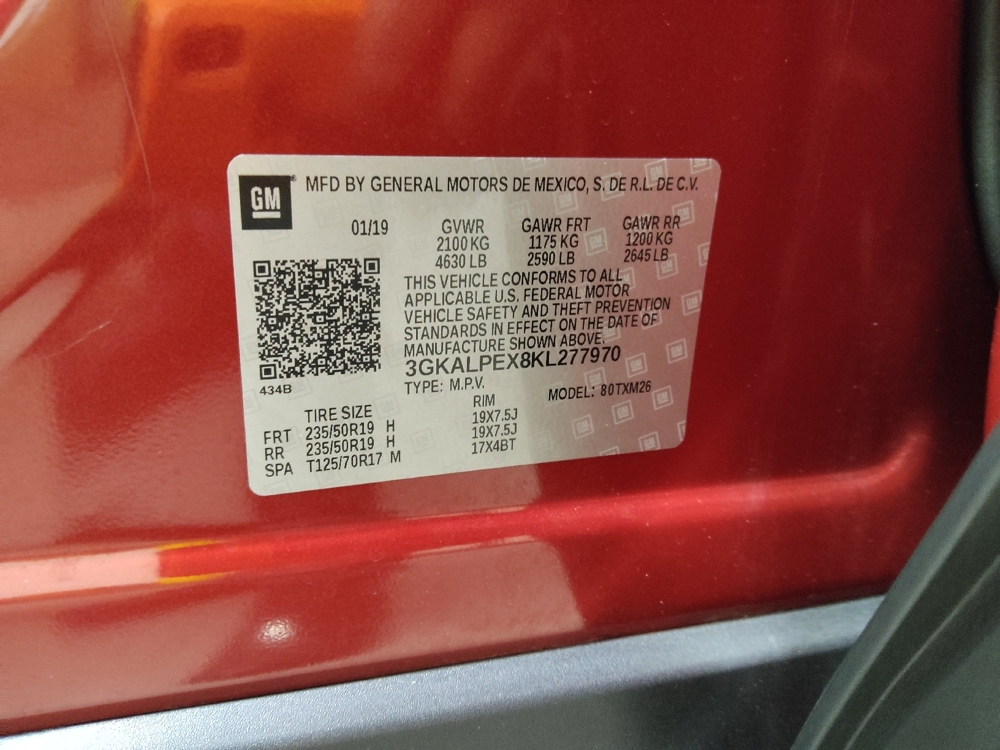 GM MFD BY GENERAL MOTORS DE MEXICO, S. DE R.L. DE C.V.
01/19 GVWR GAWR FRT GAWR RR
2100 KG 1175 KG 1200 KG
4630 LB 2590 LB 2645 LB
THIS VEHICLE CONFORMS TO ALL
APPLICABLE U.S. FEDERAL MOTOR
VEHICLE SAFETY AND THEFT PREVENTION
STANDARDS IN EFFECT ON THE DATE OF
MANUFACTURE SHOWN ABOVE.
3GKALPEX8KL277970
434B TYPE: M.P.V. MODEL: 80TXM26
TIRE SIZE RIM
FRT 235/50R19 H 19X7.5J
RR 235/50R19 H 19X7.5J
SPA T125/70R17 M 17X4BT